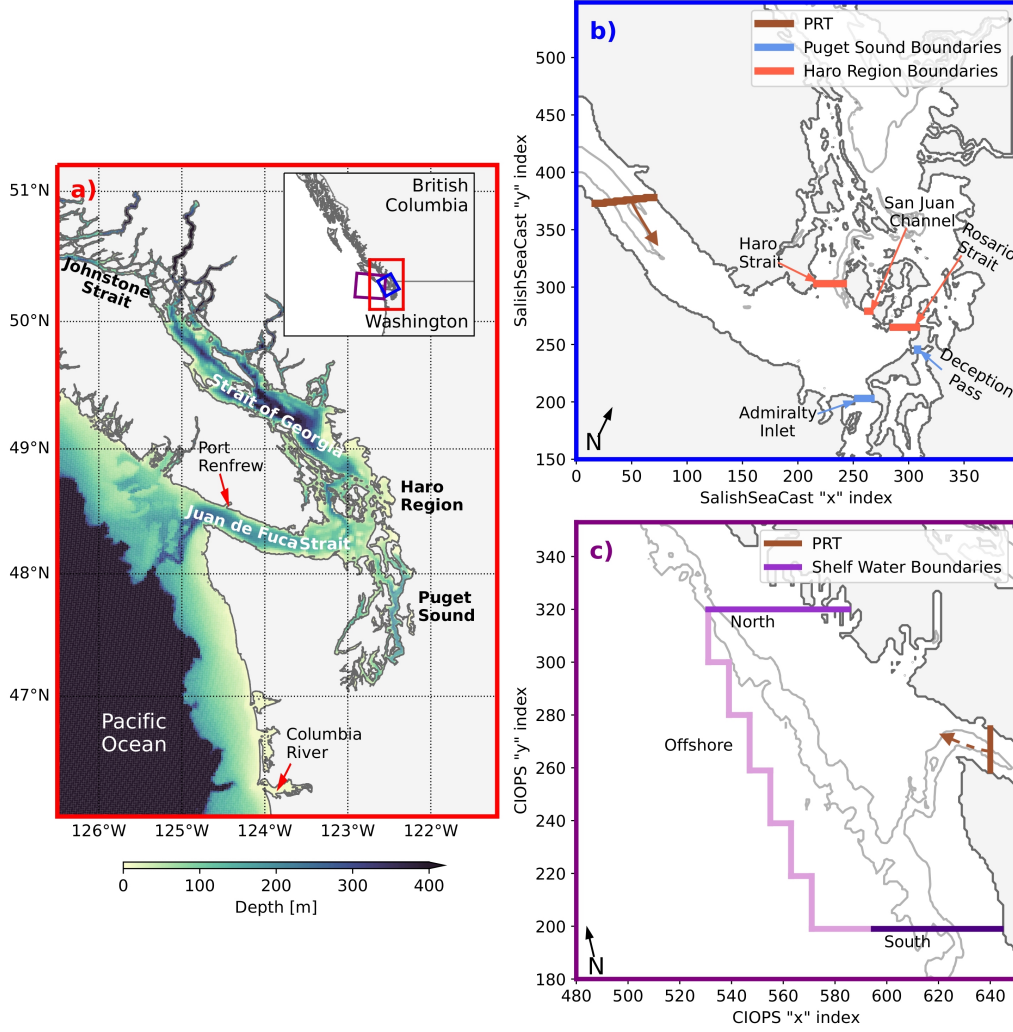 a)
British
Columbia
Washington
51°N
50°N
49°N
48°N
47°N
Johnstone
Strait
Strait of Georgia
Port
Renfrew
Juan de Fuca Strait
Haro
Region
Puget
Sound
Pacific
Ocean
Columbia
River
126°W 125°W 124°W 123°W 122°W
0 100 200 300 400
Depth [m]
b)
PRT
Puget Sound Boundaries
Haro Region Boundaries
500
450
400
350
300
250
200
150
SalishSeaCast "y" index
San Juan
Channel
Rosario
Strait
Haro
Strait
Deception
Pass
Admiralty
Inlet
N
0 50 100 150 200 250 300 350
SalishSeaCast "x" index
c)
PRT
Shelf Water Boundaries
340
320
300
280
260
240
220
200
180
CIOPS "y" index
North
Offshore
South
N
480 500 520 540 560 580 600 620 640
CIOPS "x" index